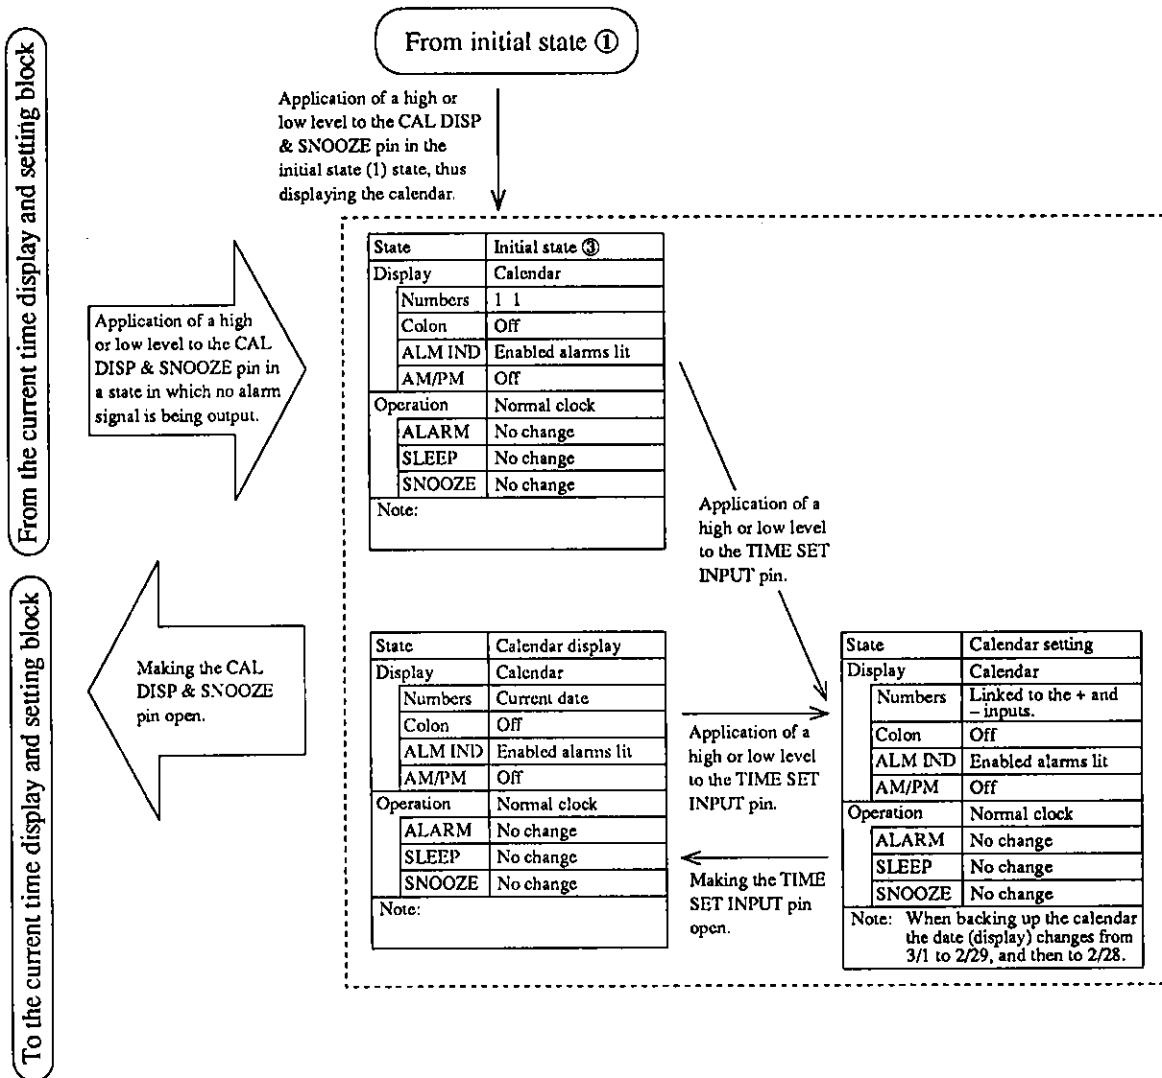 From initial state ①
Application of a high or
low level to the CAL DISP
& SNOOZE pin in the
initial state (1) state, thus
displaying the calendar.
From the current time display and setting block
Application of a high
or low level to the CAL
DISP & SNOOZE pin in
a state in which no alarm
signal is being output.
State Initial state ③
Display Calendar
Numbers 1 1
Colon Off
ALM IND Enabled alarms lit
AM/PM Off
Operation Normal clock
ALARM No change
SLEEP No change
SNOOZE No change
Note:
Application of a
high or low level
to the TIME SET
INPUT pin.
To the current time display and setting block
Making the CAL
DISP & SNOOZE
pin open.
State Calendar display
Display Calendar
Numbers Current date
Colon Off
ALM IND Enabled alarms lit
AM/PM Off
Operation Normal clock
ALARM No change
SLEEP No change
SNOOZE No change
Note:
Application of a
high or low level
to the TIME SET
INPUT pin.
Making the TIME
SET INPUT pin
open.
State Calendar setting
Display Calendar
Numbers Linked to the + and
– inputs.
Colon Off
ALM IND Enabled alarms lit
AM/PM Off
Operation Normal clock
ALARM No change
SLEEP No change
SNOOZE No change
Note: When backing up the calendar
the date (display) changes from
3/1 to 2/29, and then to 2/28.